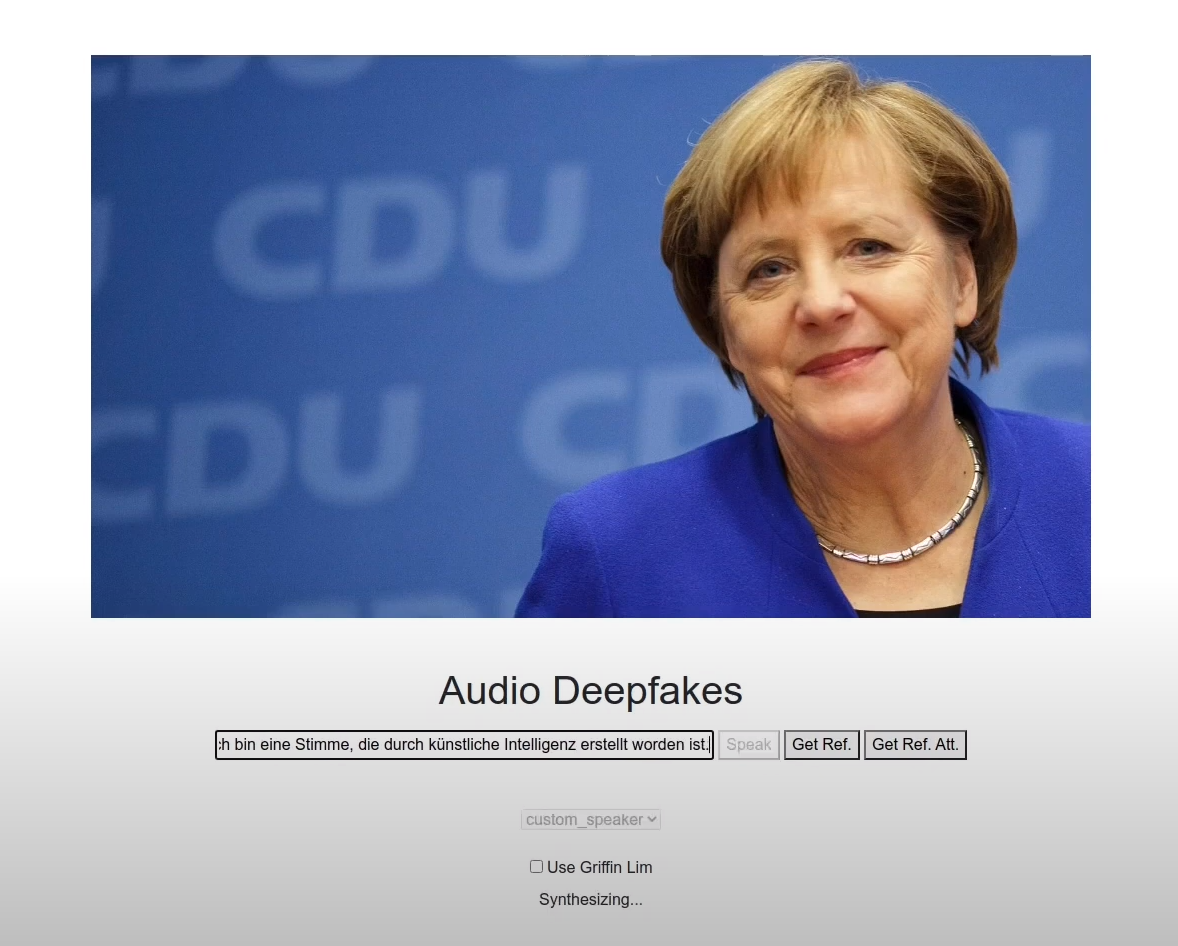 CDU
CDU
CDU
CDU
Audio Deepfakes
ch bin eine Stimme, die durch künstliche Intelligenz erstellt worden ist.
Speak
Get Ref.
Get Ref. Att.
custom_speaker
Use Griffin Lim
Synthesizing...